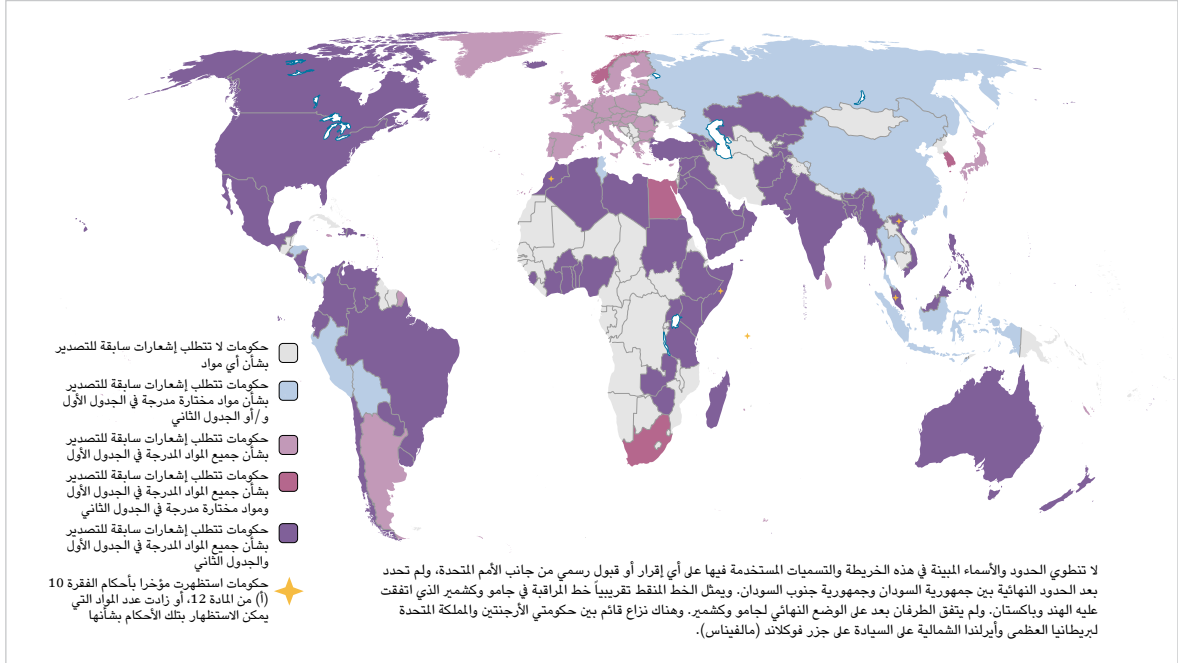 حكومات لا تتطلب إشعارات سابقة للتصدير
بشأن أي مواد
حكومات تتطلب إشعارات سابقة للتصدير
بشأن مواد مختارة مدرجة في الجدول الأول
و/أو الجدول الثاني
حكومات تتطلب إشعارات سابقة للتصدير
بشأن جميع المواد المدرجة في الجدول الأول
حكومات تتطلب إشعارات سابقة للتصدير
بشأن جميع المواد المدرجة في الجدول الأول
ومواد مختارة مدرجة في الجدول الثاني
حكومات تتطلب إشعارات سابقة للتصدير
بشأن جميع المواد المدرجة في الجدول الأول
والجدول الثاني
حكومات استظهرت مؤخرا بأحكام الفقرة 10
(أ) من المادة 12، أو زادت عدد المواد التي
يمكن الاستظهار بتلك الأحكام بشأنها
لا تنطوي الحدود والأسماء المبينة في هذه الخريطة والتسميات المستخدمة فيها على أي إقرار أو قبول رسمي من جانب الأمم المتحدة، ولم تحدد
بعد الحدود النهائية بين جمهورية السودان وجمهورية جنوب السودان. ويمثل الخط المنقط تقريبياً خط المراقبة في جامو وكشمير الذي اتفقت
عليه الهند وباكستان. ولم يتفق الطرفان بعد على الوضع النهائي لجامو وكشمير. وهناك نزاع قائم بين حكومتي الأرجنتين والمملكة المتحدة
لبريطانيا العظمى وأيرلندا الشمالية على السيادة على جزر فوكلاند (مالفيناس).